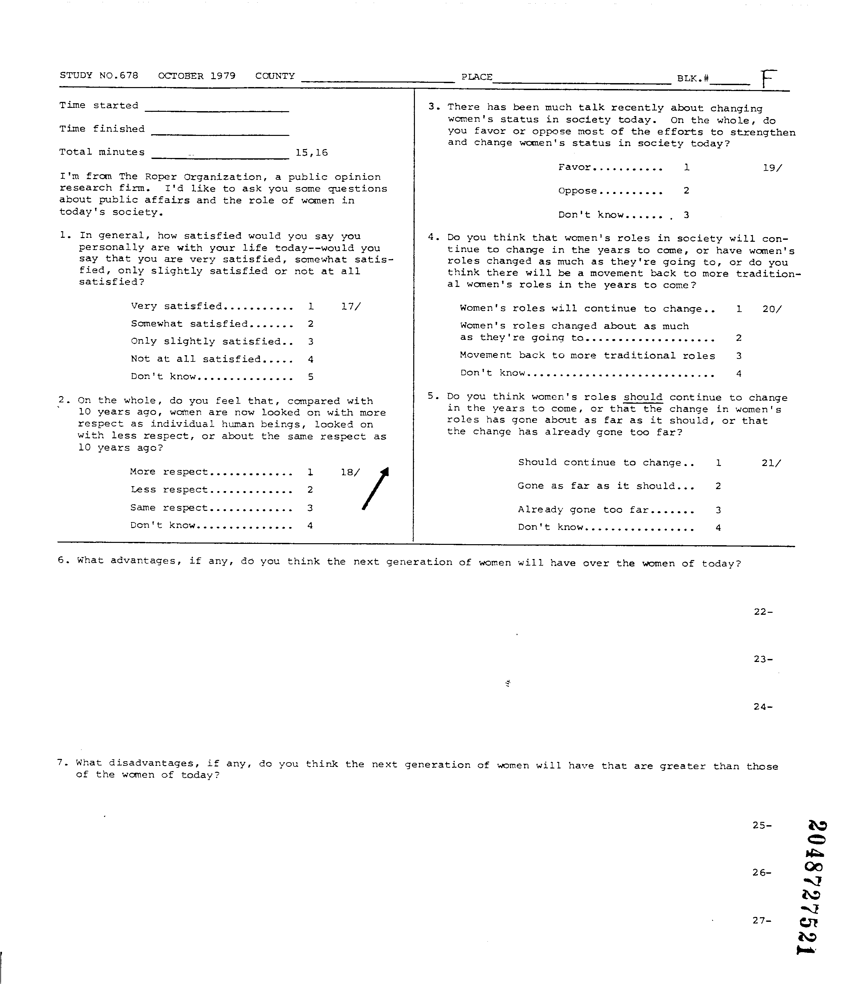 STUDY NO.678 OCTOBER 1979 COUNTY PLACE BLK.# F
Time started
Time finished
Total minutes 15,16
I'm from The Roper Organization, a public opinion
research firm. I'd like to ask you some questions
about public affairs and the role of women in
today's society.
1. In general, how satisfied would you say you
personally are with your life today--would you
say that you are very satisfied, somewhat satis-
fied, only slightly satisfied or not at all
satisfied?
Very satisfied........... 1 17/
Somewhat satisfied....... 2
Only slightly satisfied.. 3
Not at all satisfied..... 4
Don't know............... 5
2. On the whole, do you feel that, compared with
10 years ago, women are now looked on with more
respect as individual human beings, looked on
with less respect, or about the same respect as
10 years ago?
More respect............. 1 18/
Less respect............. 2
Same respect............. 3
Don't know............... 4
3. There has been much talk recently about changing
women's status in society today. On the whole, do
you favor or oppose most of the efforts to strengthen
and change women's status in society today?
Favor........... 1 19/
Oppose.......... 2
Don't know...... . 3
4. Do you think that women's roles in society will con-
tinue to change in the years to come, or have women's
roles changed as much as they're going to, or do you
think there will be a movement back to more tradition-
al women's roles in the years to come?
Women's roles will continue to change.. 1 20/
Women's roles changed about as much
as they're going to.................... 2
Movement back to more traditional roles 3
Don't know............................. 4
5. Do you think women's roles should continue to change
in the years to come, or that the change in women's
roles has gone about as far as it should, or that
the change has already gone too far?
Should continue to change.. 1 21/
Gone as far as it should... 2
Already gone too far....... 3
Don't know................. 4
6. What advantages, if any, do you think the next generation of women will have over the women of today?
22-
23-
24-
7. What disadvantages, if any, do you think the next generation of women will have that are greater than those
of the women of today?
25-
26-
27-
2048727521